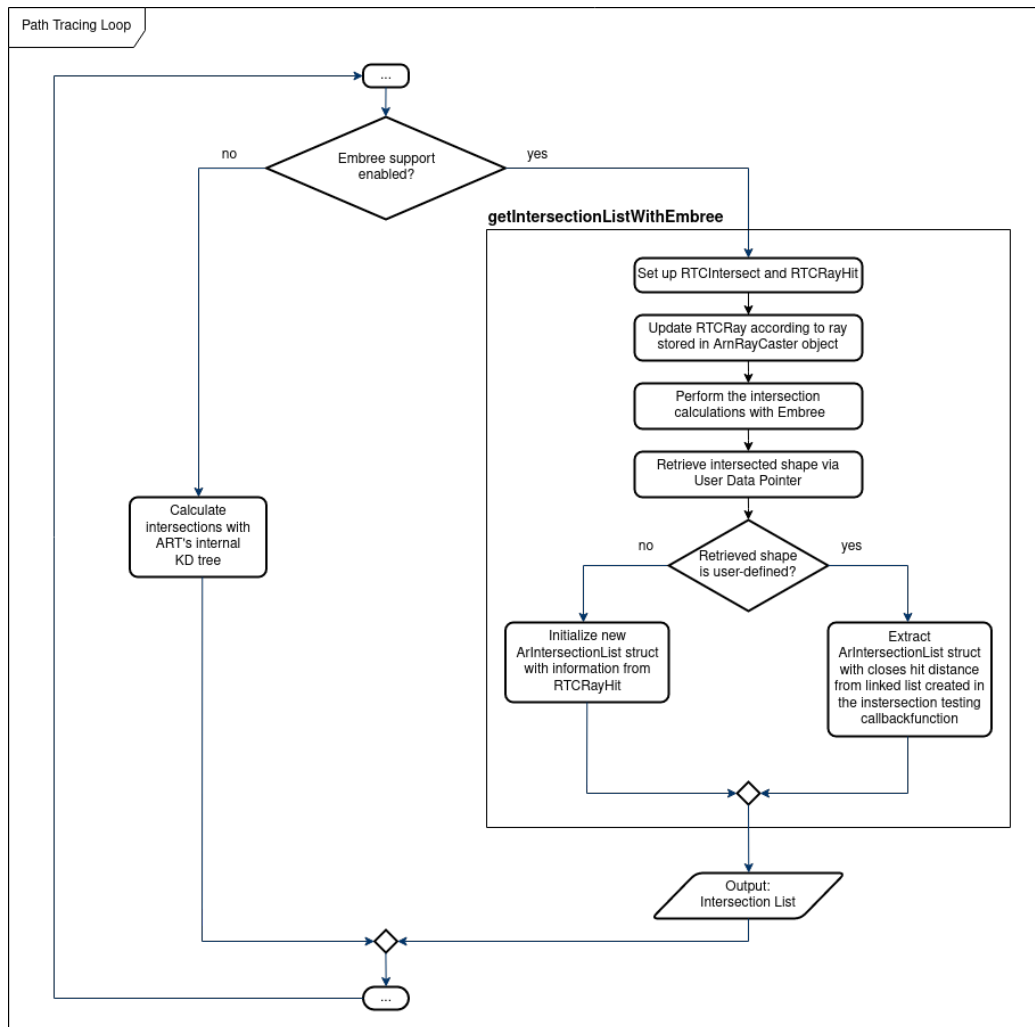 Path Tracing Loop
...
Embree support
enabled?
no
yes
getIntersectionListWithEmbree
Set up RTCIntersect and RTCRayHit
Update RTCRay according to ray
stored in ArnRayCaster object
Perform the intersection
calculations with Embree
Retrieve intersected shape via
User Data Pointer
Retrieved shape
is user-defined?
no
yes
Calculate
intersections with
ART's internal
KD tree
Initialize new
ArIntersectionList struct
with information from
RTCRayHit
Extract
ArIntersectionList struct
with closes hit distance
from linked list created in
the instersection testing
callbackfunction
Output:
Intersection List
...